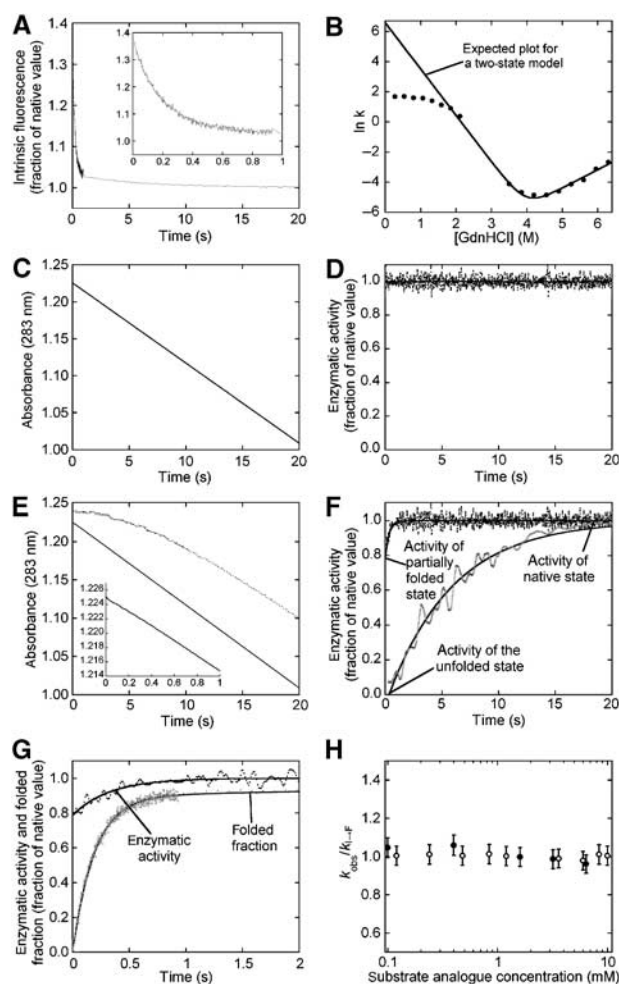 A
Intrinsic fluorescence
(fraction of native value)
1.4
1.3
1.2
1.1
1.0
1.4
1.3
1.2
1.1
1.0
0 0.2 0.4 0.6 0.8 1
0 5 10 15 20
Time (s)
B
ln k
6
4
2
0
−2
−4
−6
Expected plot for
a two-state model
0 1 2 3 4 5 6
[GdnHCl] (M)
C
Absorbance (283 nm)
1.25
1.20
1.15
1.10
1.05
1.00
0 5 10 15 20
Time (s)
D
Enzymatic activity
(fraction of native value)
1.0
0.8
0.6
0.4
0.2
0.0
0 5 10 15 20
Time (s)
E
Absorbance (283 nm)
1.25
1.20
1.15
1.10
1.05
1.00
1.226
1.224
1.222
1.220
1.218
1.216
1.214
0 0.2 0.4 0.6 0.8 1
0 5 10 15 20
Time (s)
F
Enzymatic activity
(fraction of native value)
1.0
0.8
0.6
0.4
0.2
0.0
Activity of
partially
folded
state
Activity of
native state
Activity of the
unfolded state
0 5 10 15 20
Time (s)
G
Enzymatic activity and folded
fraction (fraction of native value)
1.0
0.8
0.6
0.4
0.2
0.0
Enzymatic
activity
Folded
fraction
0 0.5 1 1.5 2
Time (s)
H
kobs/kI→F
1.4
1.2
1.0
0.8
0.6
0.1 1 10
Substrate analogue concentration (mM)